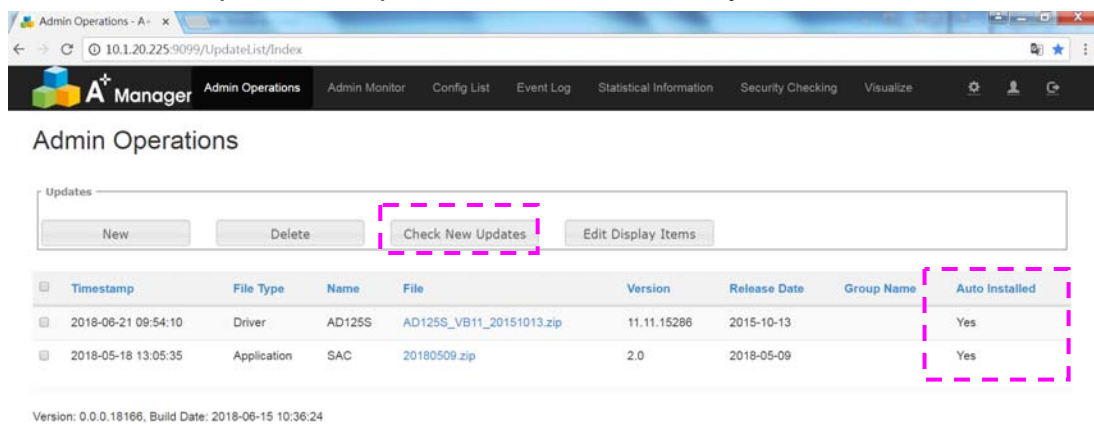 Admin Operations - A+ x
10.1.20.225:9099/UpdateList/Index
A+ Manager Admin Operations Admin Monitor Config List Event Log Statistical Information Security Checking Visualize
Admin Operations
Updates
New Delete Check New Updates Edit Display Items
Timestamp File Type Name File Version Release Date Group Name Auto Installed
2018-06-21 09:54:10 Driver AD125S AD125S_VB11_20151013.zip 11.11.15286 2015-10-13 Yes
2018-05-18 13:05:35 Application SAC 20180509.zip 2.0 2018-05-09 Yes
Version: 0.0.0.18166, Build Date: 2018-06-15 10:36:24